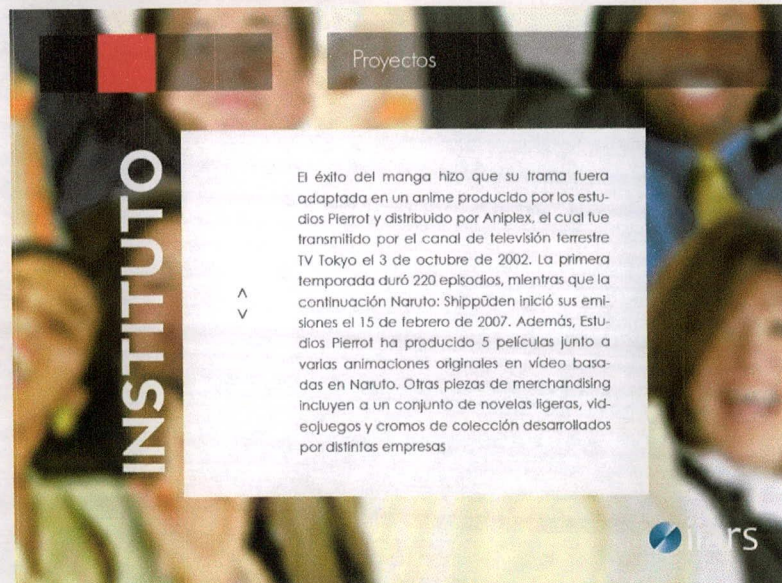 Proyectos
INSTITUTO
El éxito del manga hizo que su trama fuera
adaptada en un anime producido por los estu-
dios Pierrot y distribuido por Aniplex, el cual fue
transmitido por el canal de televisión terrestre
TV Tokyo el 3 de octubre de 2002. La primera
temporada duró 220 episodios, mientras que la
continuación Naruto: Shippūden inició sus emi-
siones el 15 de febrero de 2007. Además, Estu-
dios Pierrot ha producido 5 películas junto a
varias animaciones originales en vídeo basa-
das en Naruto. Otras piezas de merchandising
incluyen a un conjunto de novelas ligeras, vid-
eojuegos y cromos de colección desarrollados
por distintas empresas